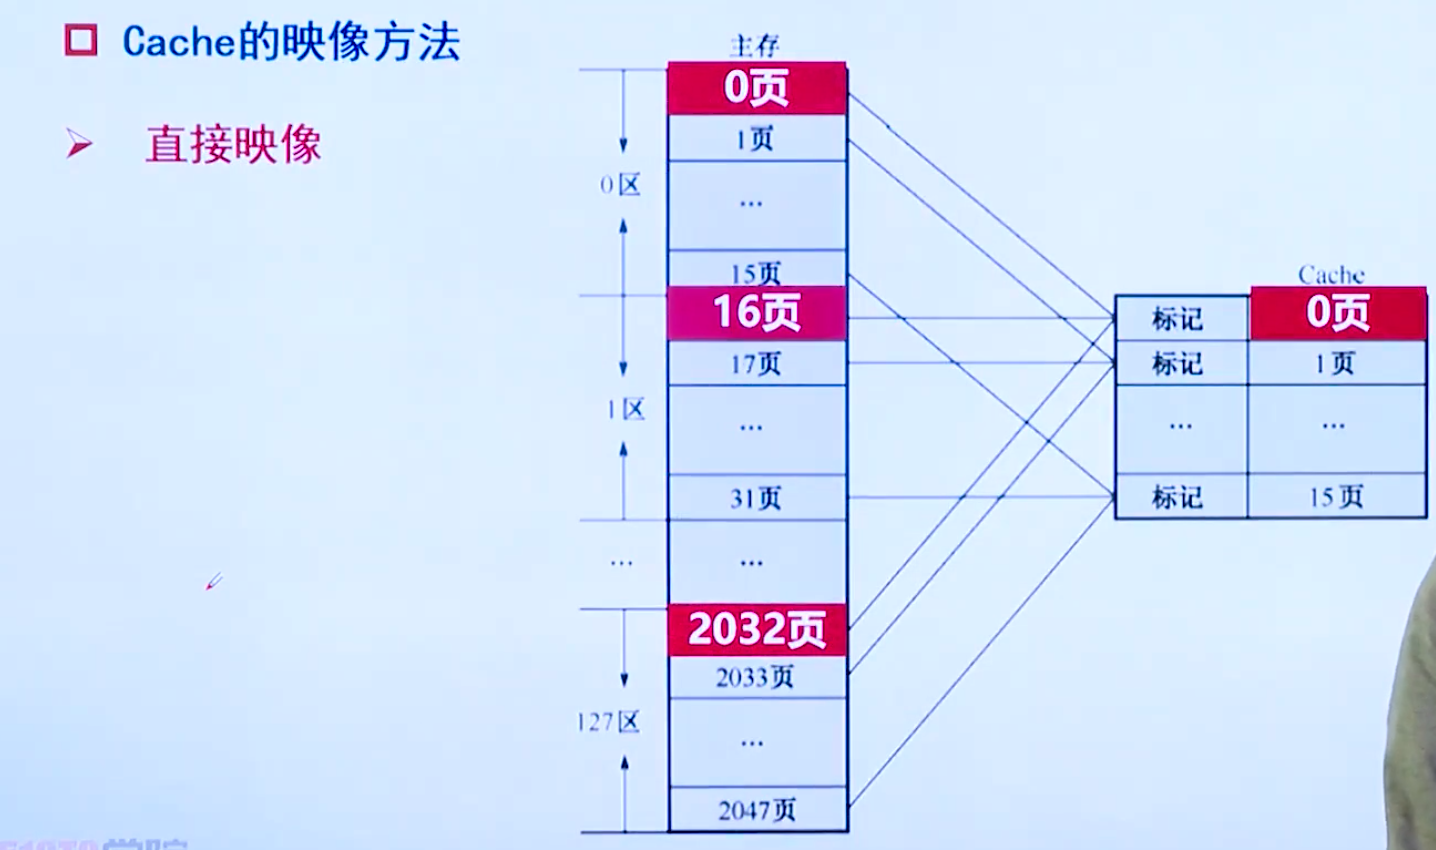 Cache的映像方法
直接映像
主存
0页
1页
0区
...
15页
16页
17页
1区
...
31页
...
...
2032页
2033页
127区
...
2047页
Cache
标记 0页
标记 1页
... ...
标记 15页